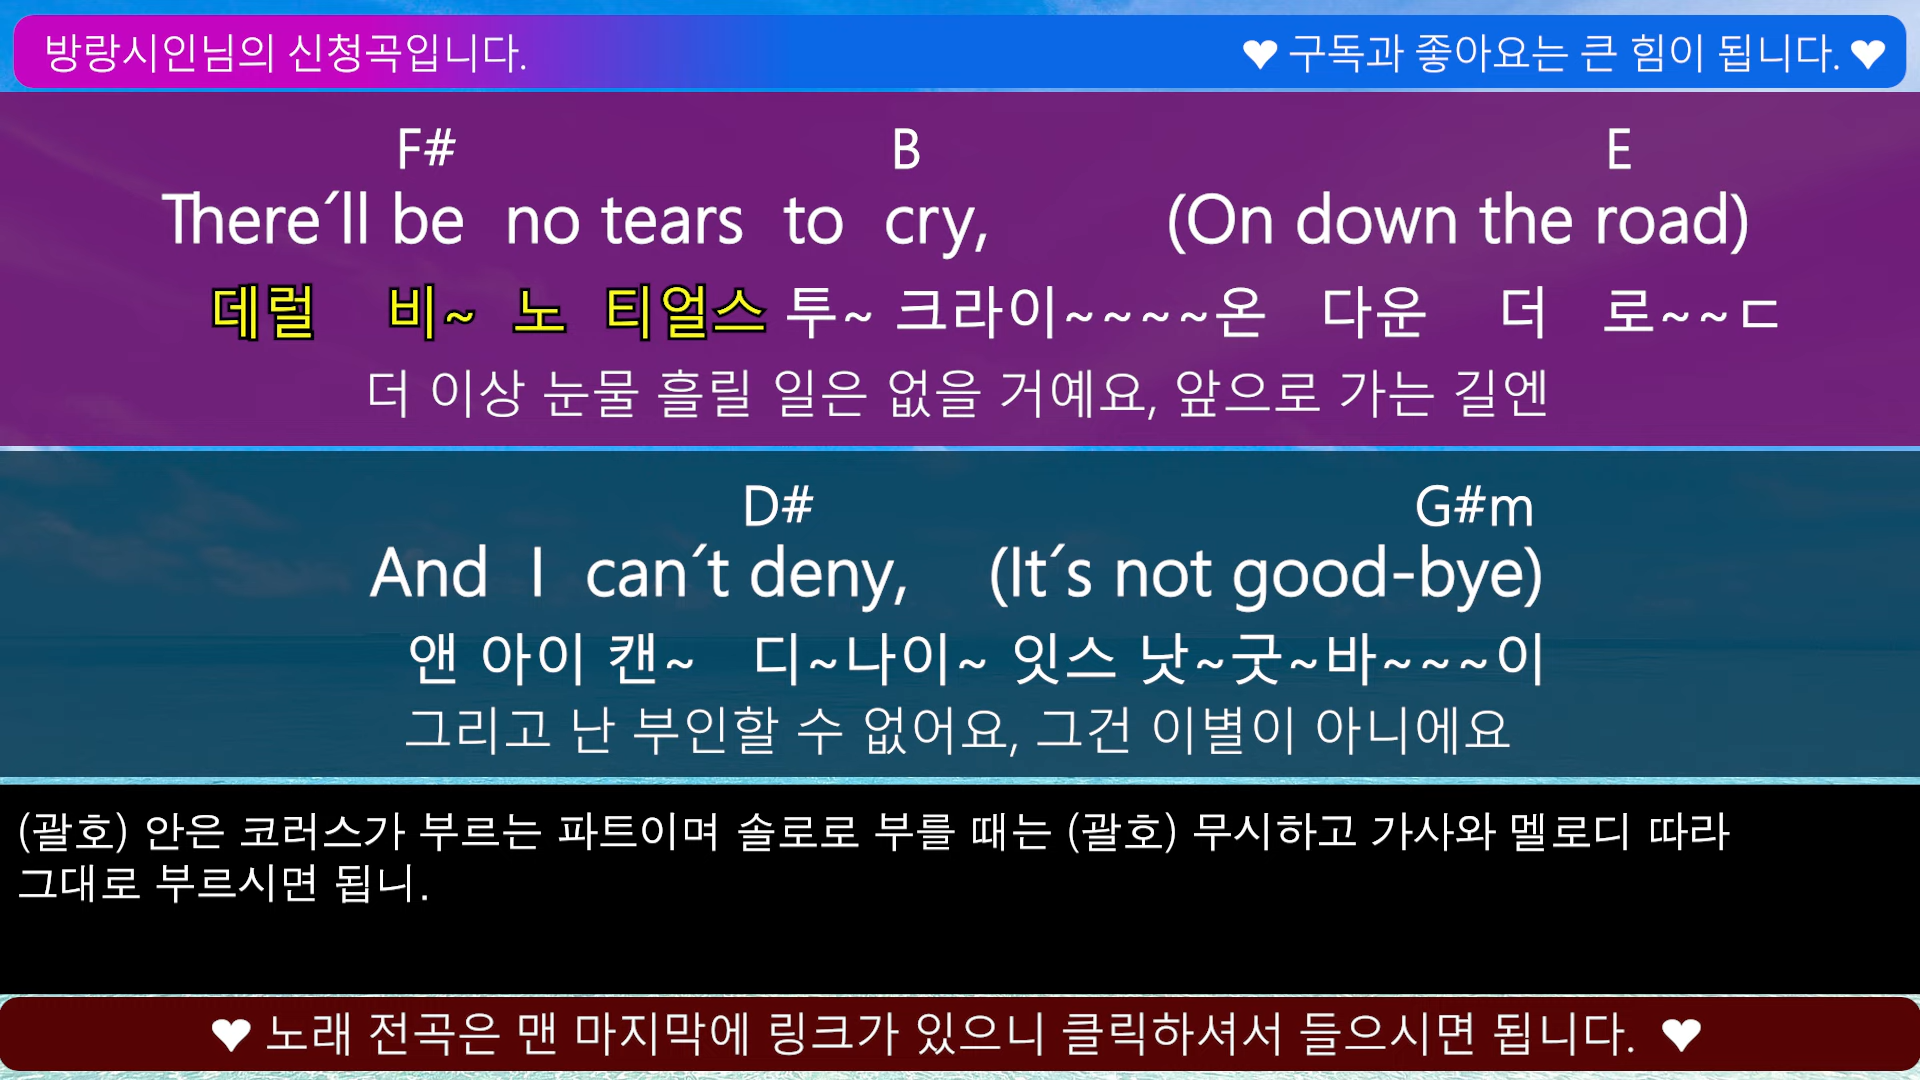 방랑시인님의 신청곡입니다.
♥ 구독과 좋아요는 큰 힘이 됩니다. ♥
F# B E
There´ll be no tears to cry, (On down the road)
데럴 비~ 노 티얼스 투~ 크라이~~~~온 다운 더 로~~ㄷ
더 이상 눈물 흘릴 일은 없을 거예요, 앞으로 가는 길엔
D# G#m
And I can´t deny, (It´s not good-bye)
앤 아이 캔~ 디~나이~ 잇스 낫~굿~바~~~이
그리고 난 부인할 수 없어요, 그건 이별이 아니에요
(괄호) 안은 코러스가 부르는 파트이며 솔로로 부를 때는 (괄호) 무시하고 가사와 멜로디 따라
그대로 부르시면 됩니.
♥ 노래 전곡은 맨 마지막에 링크가 있으니 클릭하셔서 들으시면 됩니다. ♥